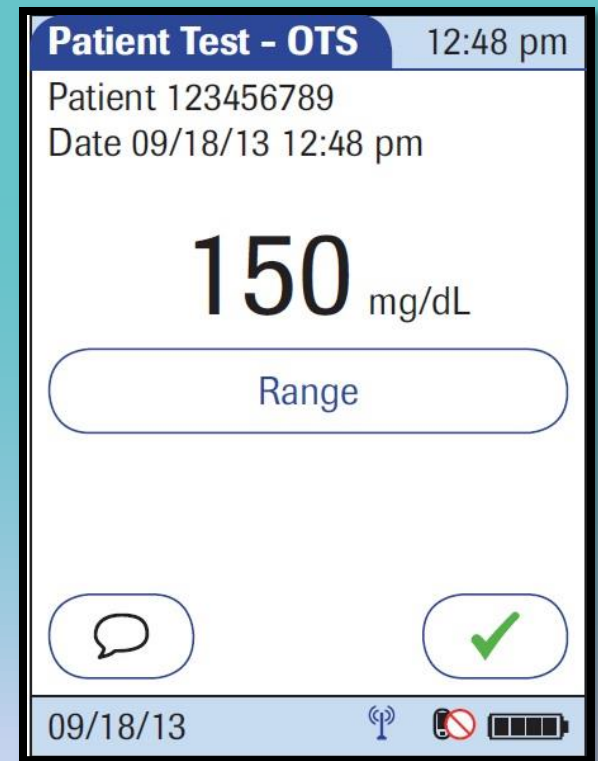 Patient Test - OTS 12:48 pm
Patient 123456789
Date 09/18/13 12:48 pm
150 mg/dL
Range
09/18/13